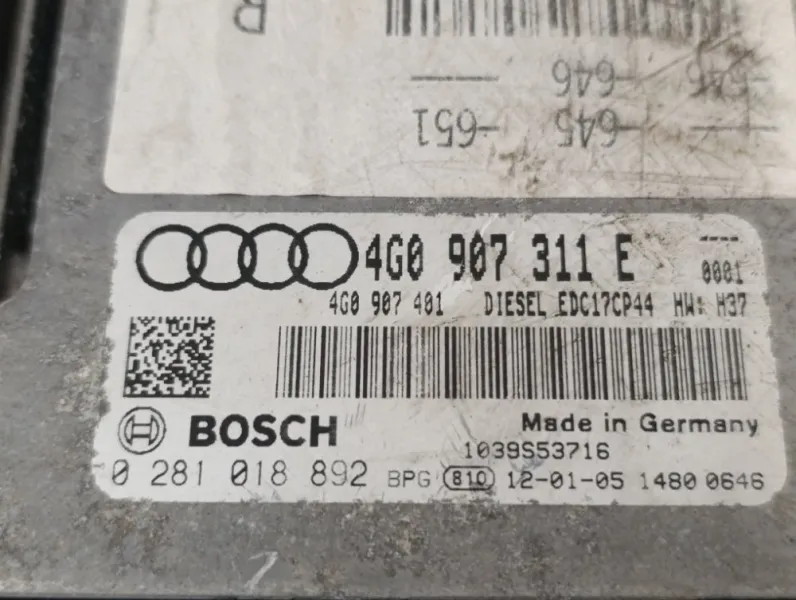 R
-646 -646 ——
—— -645 -651
4G0 907 311 E ----
0001
4G0 907 401 DIESEL EDC17CP44 HW: H37
BOSCH
Made in Germany
1039S53716
0 281 018 892 BPG 810 12-01-05 1480 0646